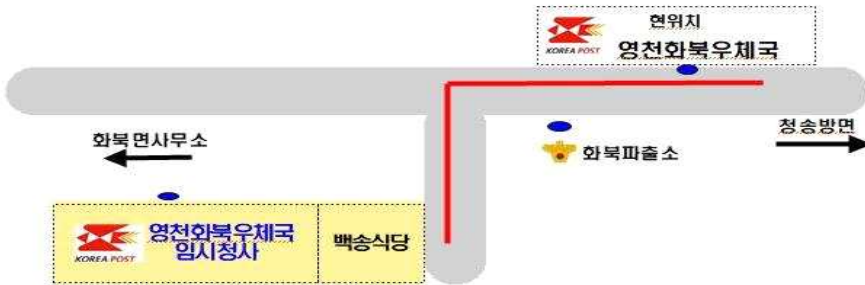 현위치
KOREA POST
영천화북우체국
청송방면
화북면사무소
화북파출소
영천화북우체국
임시청사
KOREA POST
백송식당